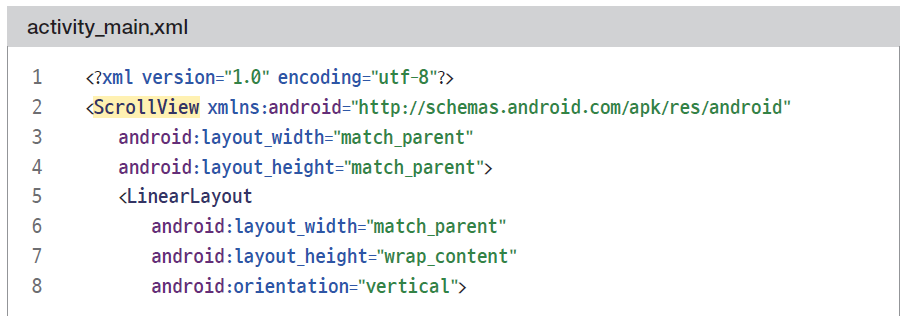 activity_main.xml
1 <?xml version="1.0" encoding="utf-8"?>
2 <ScrollView xmlns:android="http://schemas.android.com/apk/res/android"
3 android:layout_width="match_parent"
4 android:layout_height="match_parent">
5 <LinearLayout
6 android:layout_width="match_parent"
7 android:layout_height="wrap_content"
8 android:orientation="vertical">